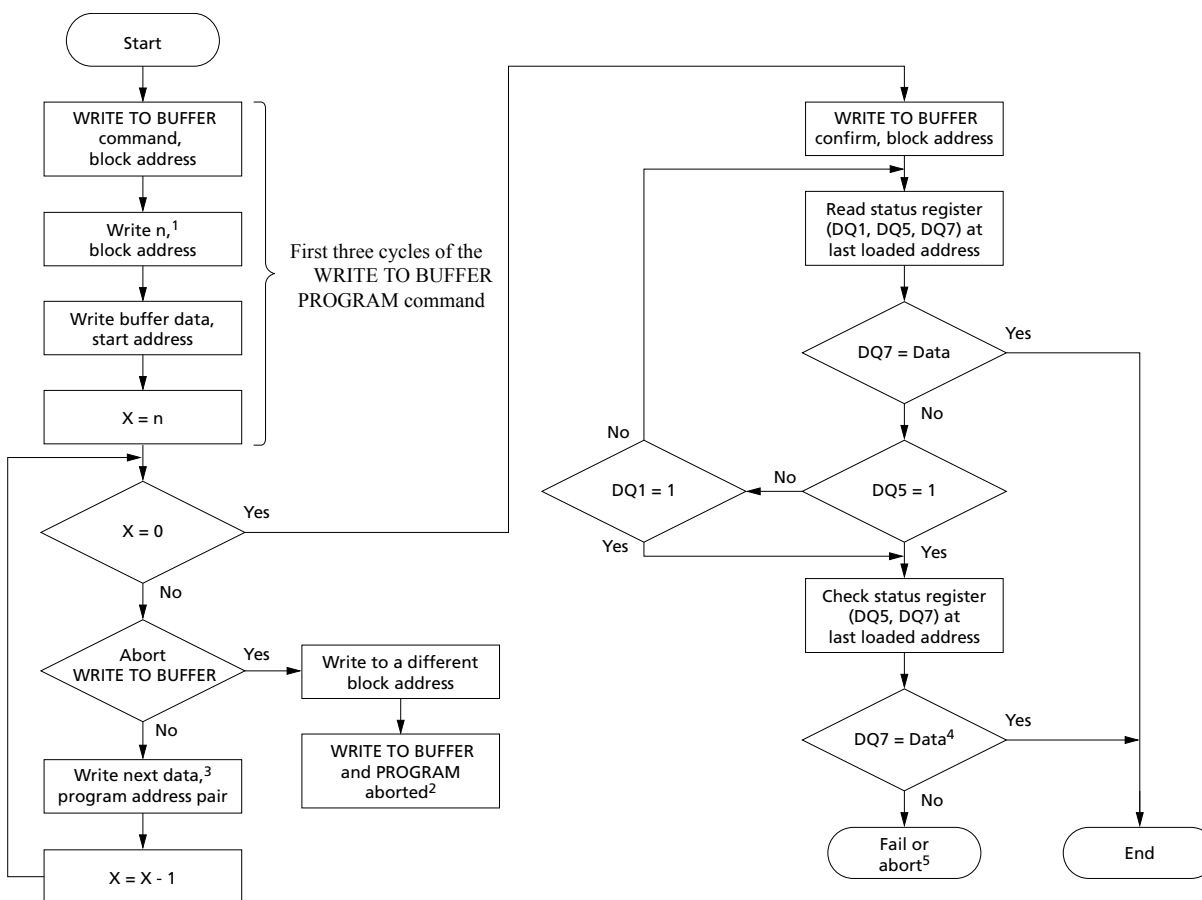 Start
WRITE TO BUFFER
command,
block address
Write n,1
block address
Write buffer data,
start address
X = n
First three cycles of the
WRITE TO BUFFER
PROGRAM command
X = 0
Yes
No
Abort
WRITE TO BUFFER
Yes
No
Write to a different
block address
WRITE TO BUFFER
and PROGRAM
aborted2
Write next data,3
program address pair
X = X - 1
WRITE TO BUFFER
confirm, block address
Read status register
(DQ1, DQ5, DQ7) at
last loaded address
DQ7 = Data
Yes
No
DQ5 = 1
No
Yes
DQ1 = 1
No
Yes
Check status register
(DQ5, DQ7) at
last loaded address
DQ7 = Data4
Yes
No
Fail or
abort5
End